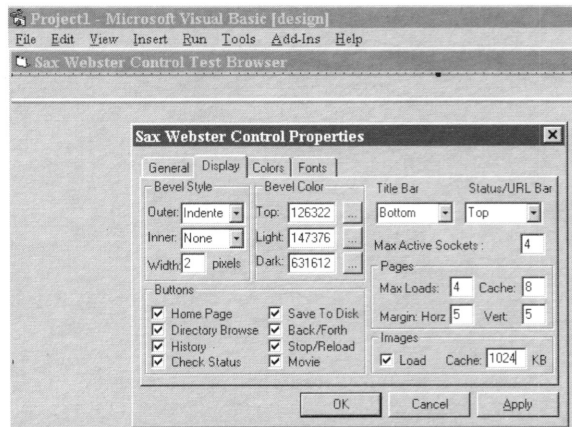 Project1 - Microsoft Visual Basic [design]
File Edit View Insert Run Tools Add-Ins Help
Sax Webster Control Test Browser
Sax Webster Control Properties
General Display Colors Fonts
Bevel Style
Outer: Indente
Inner: None
Width: 2 pixels
Bevel Color
Top: 126322 ...
Light: 147376 ...
Dark: 631612 ...
Title Bar Status/URL Bar
Bottom Top
Max Active Sockets : 4
Pages
Max Loads: 4 Cache: 8
Margin: Horz 5 Vert: 5
Buttons
Home Page Save To Disk
Directory Browse Back/Forth
History Stop/Reload
Check Status Movie
Images
Load Cache: 1024 KB
OK Cancel Apply